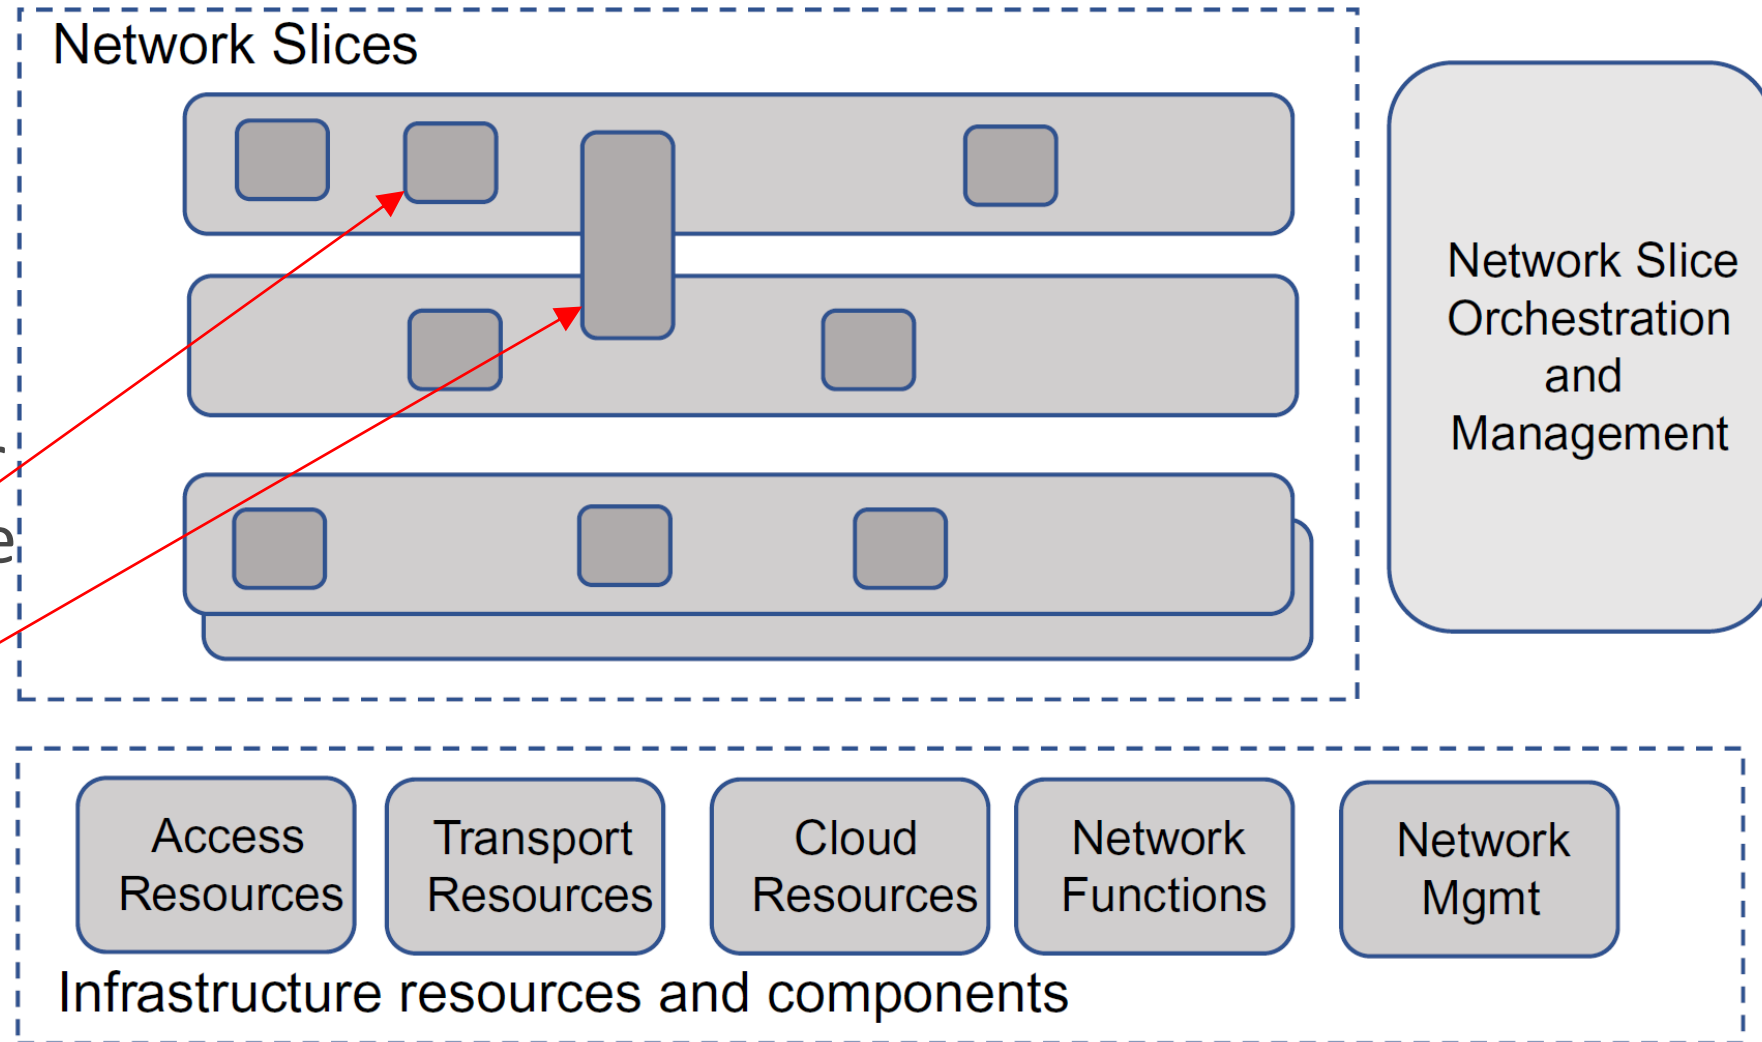 Network Slices
Network Slice
Orchestration
and
Management
e
Access
Resources
Transport
Resources
Cloud
Resources
Network
Functions
Network
Mgmt
Infrastructure resources and components